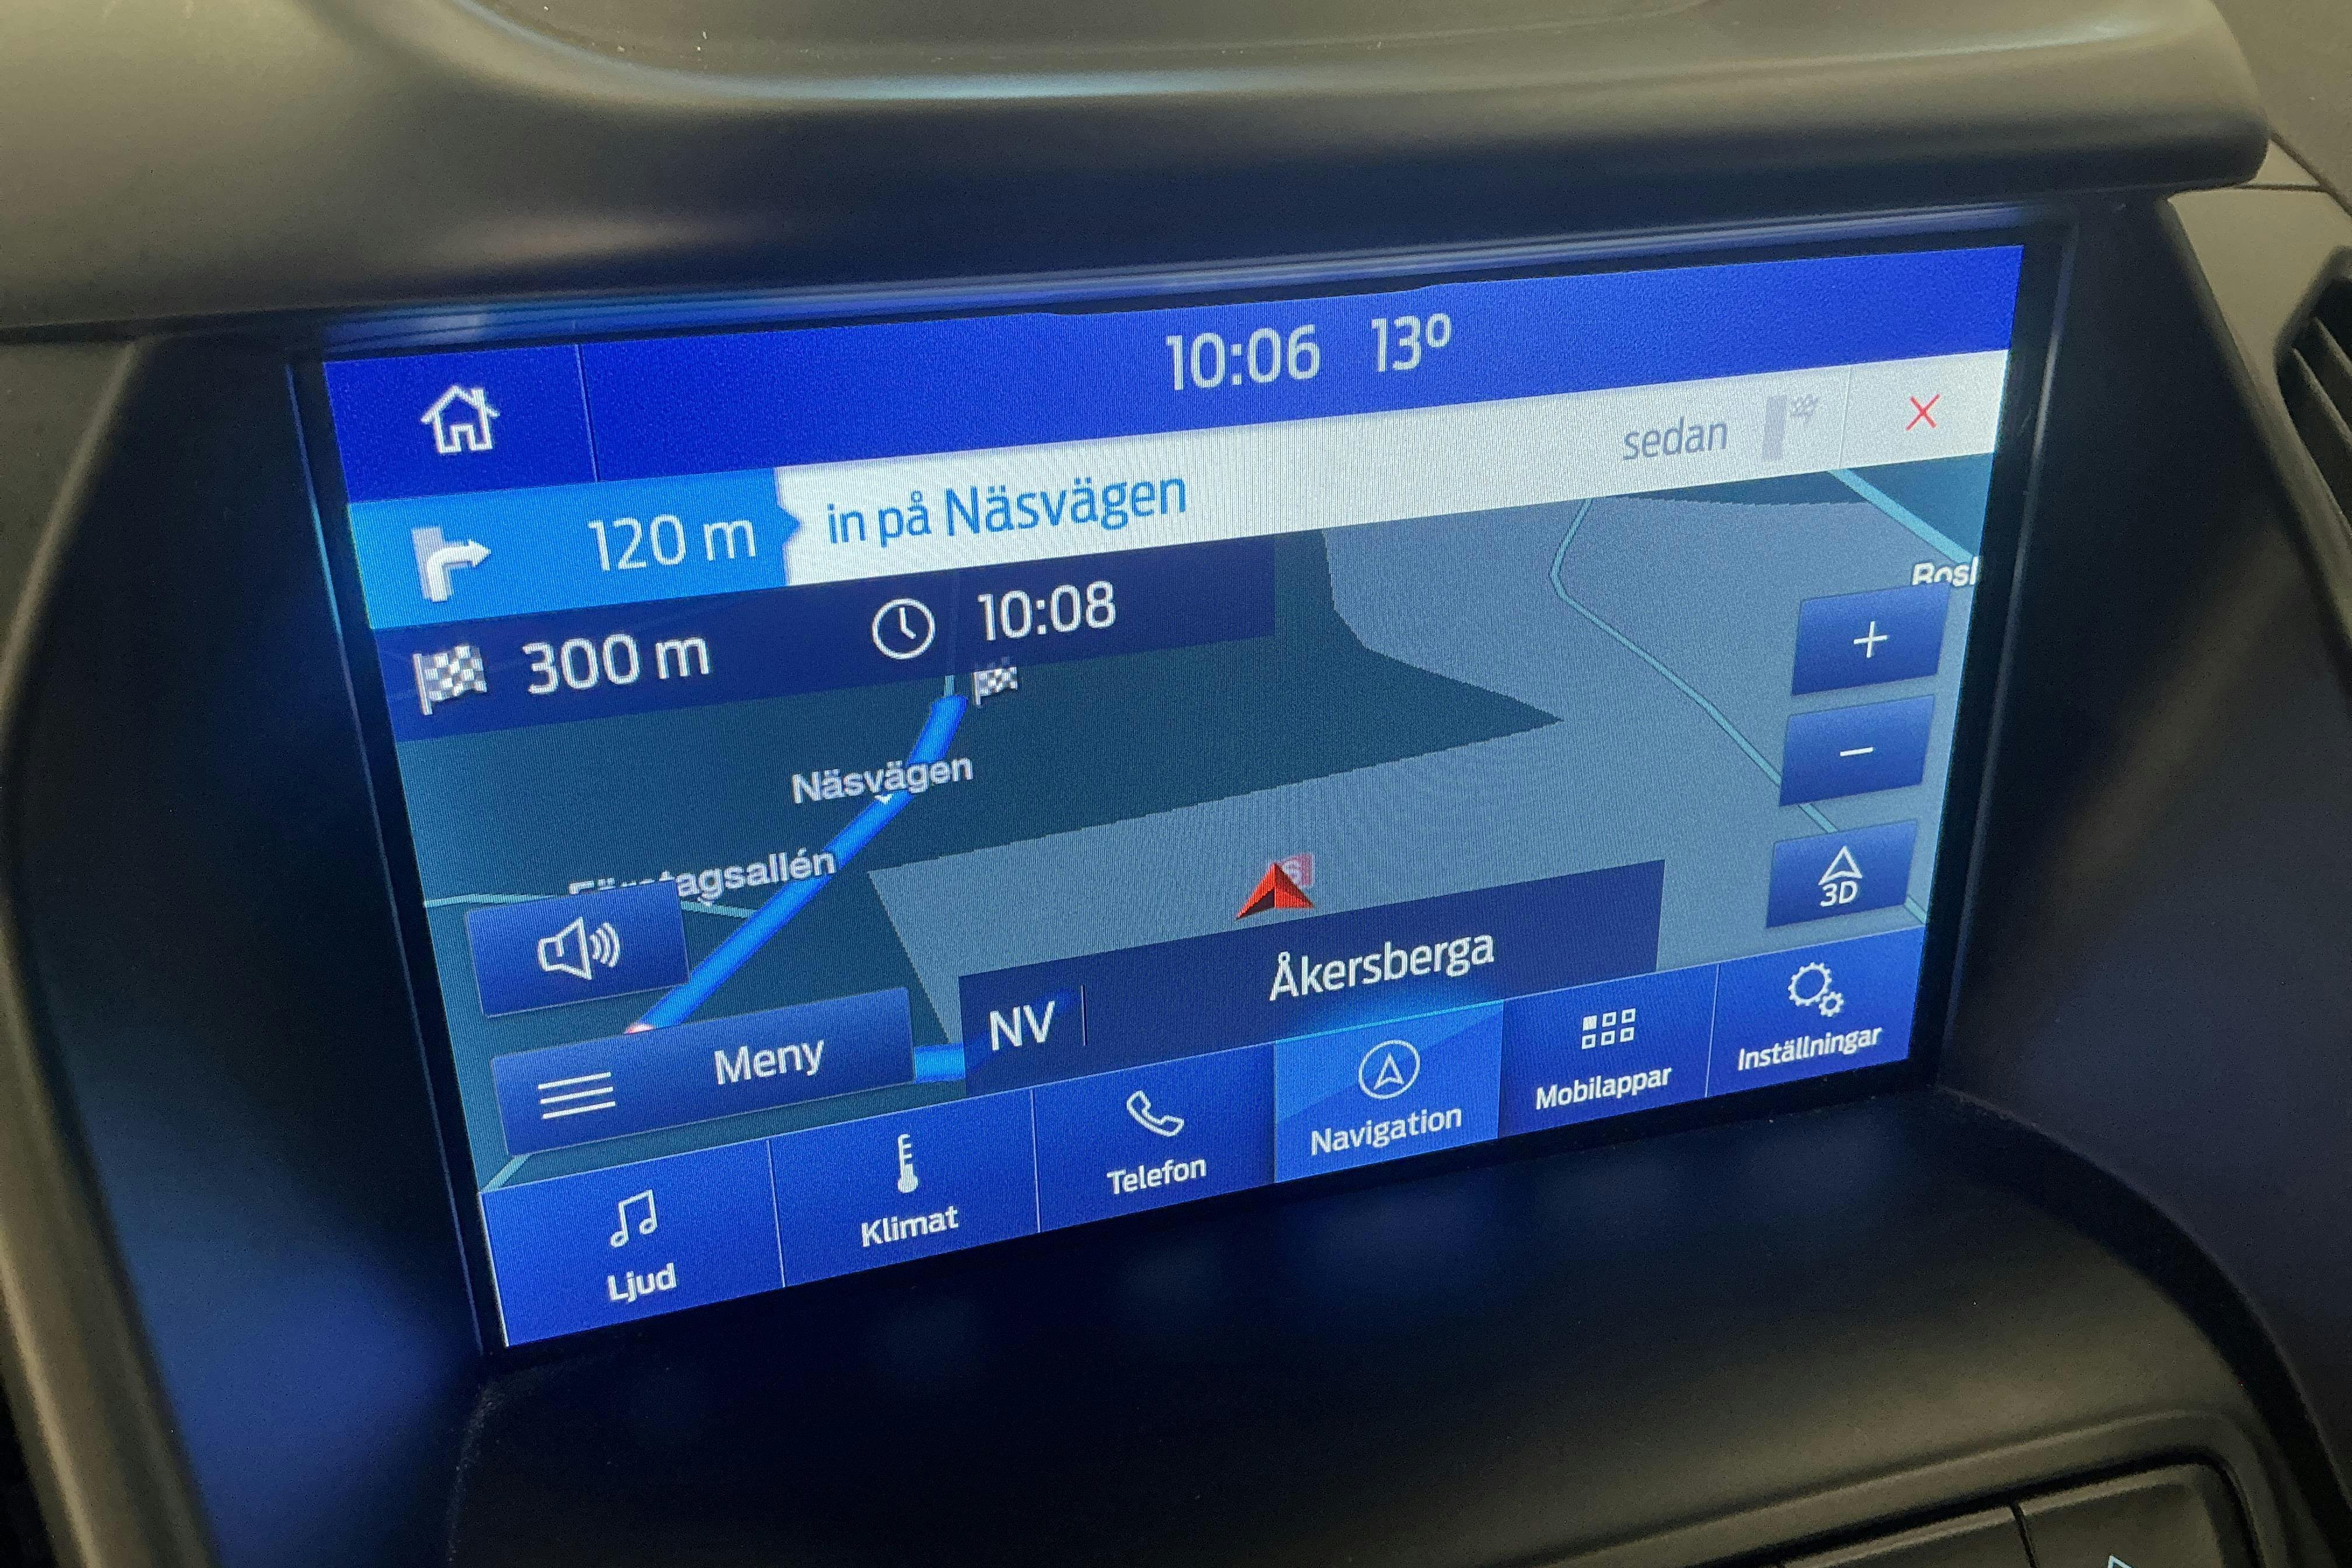 10:06 13°
sedan
120 m in på Näsvägen
300 m 10:08
+
−
3D
Näsvägen
NV Åkersberga
Meny
Ljud
Klimat
Telefon
Navigation
Mobilappar
Inställningar